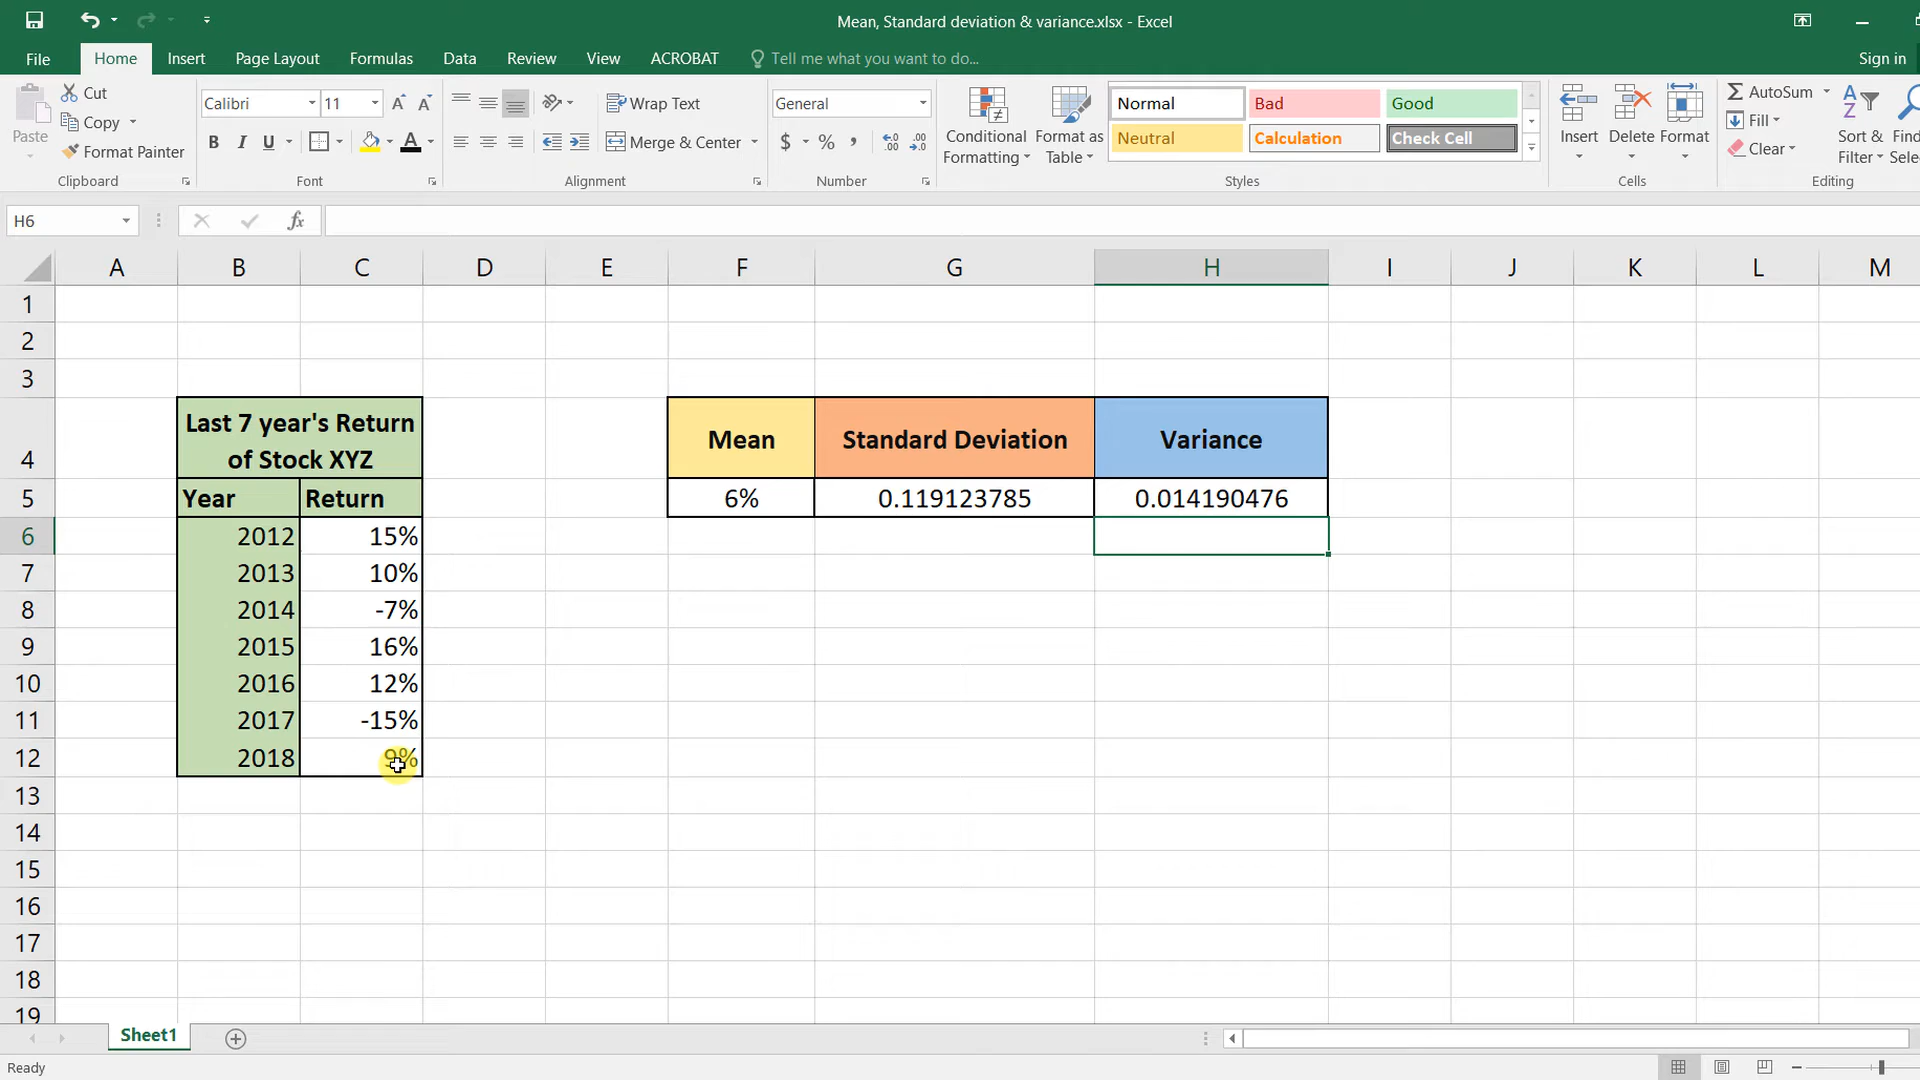 Mean, Standard deviation & variance.xlsx - Excel
File Home Insert Page Layout Formulas Data Review View ACROBAT Tell me what you want to do... Sign in
Paste
Cut
Copy
Format Painter
Clipboard
Calibri 11
B I U
Font
Wrap Text
Merge & Center
Alignment
General
$ % ,
Number
Conditional Formatting
Format as Table
Normal Bad Good
Neutral Calculation Check Cell
Styles
Insert Delete Format
Cells
AutoSum
Fill
Clear
Sort & Filter
Editing
H6 fx
A B C D E F G H I J K L M
1
2
3
4 Last 7 year's Return of Stock XYZ Mean Standard Deviation Variance
5 Year Return 6% 0.119123785 0.014190476
6 2012 15%
7 2013 10%
8 2014 -7%
9 2015 16%
10 2016 12%
11 2017 -15%
12 2018 9%
13
14
15
16
17
18
19
Sheet1
Ready